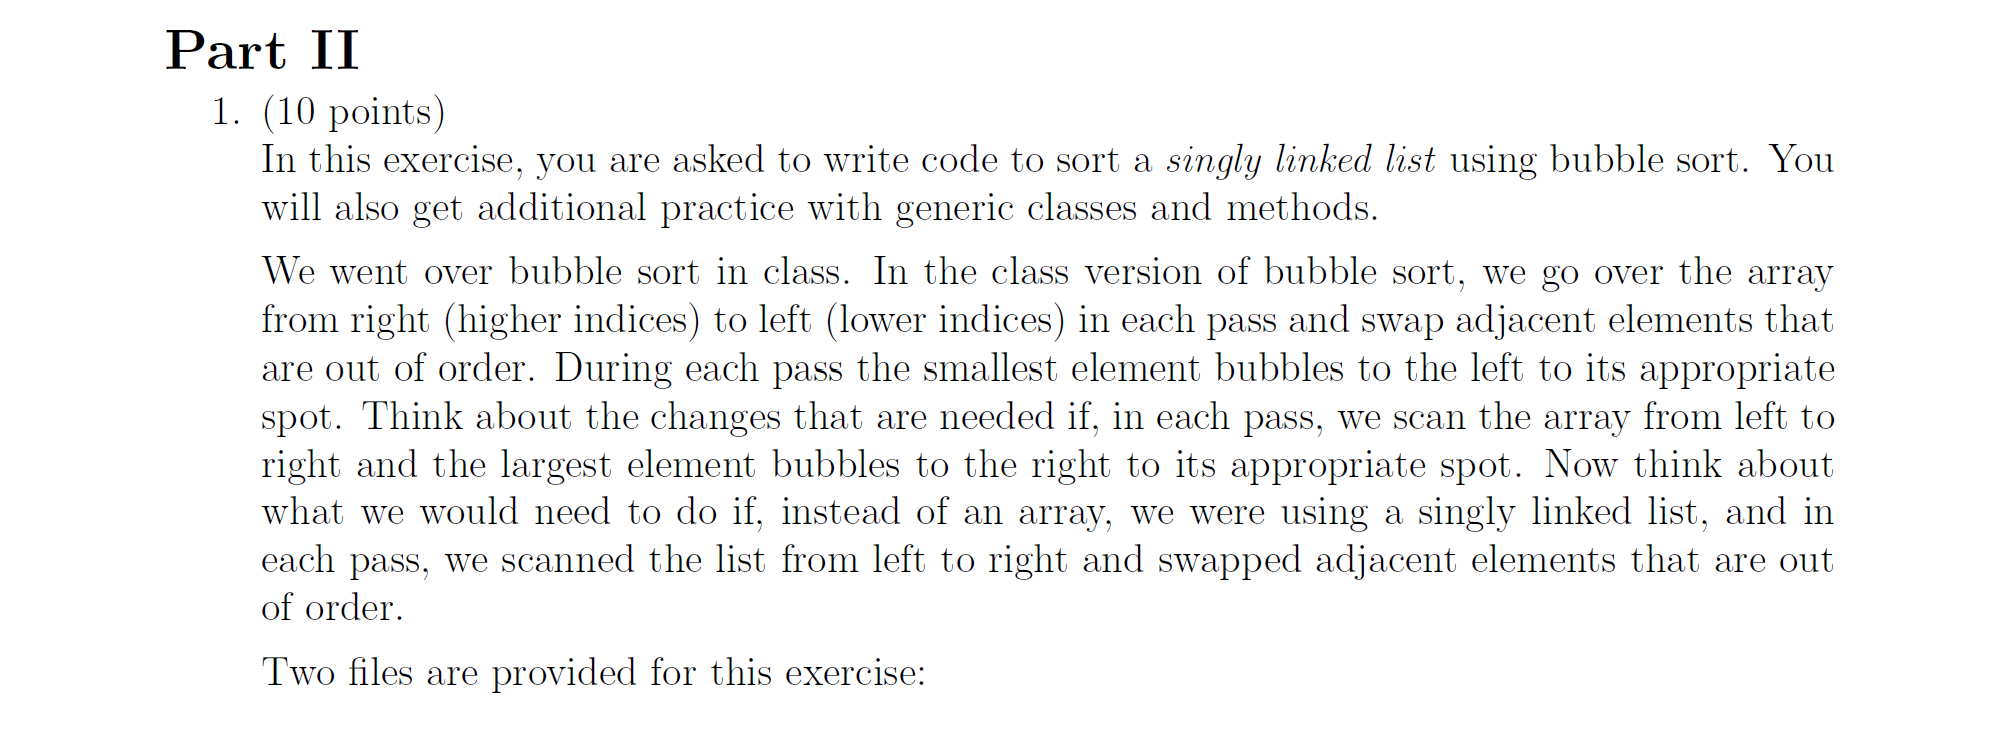 Part II
1. (10 points)
In this exercise, you are asked to write code to sort a singly linked list using bubble sort. You
will also get additional practice with generic classes and methods.
We went over bubble sort in class. In the class version of bubble sort, we go over the array
from right (higher indices) to left (lower indices) in each pass and swap adjacent elements that
are out of order. During each pass the smallest element bubbles to the left to its appropriate
spot. Think about the changes that are needed if, in each pass, we scan the array from left to
right and the largest element bubbles to the right to its appropriate spot. Now think about
what we would need to do if, instead of an array, we were using a singly linked list, and in
each pass, we scanned the list from left to right and swapped adjacent elements that are out
of order.
Two files are provided for this exercise: